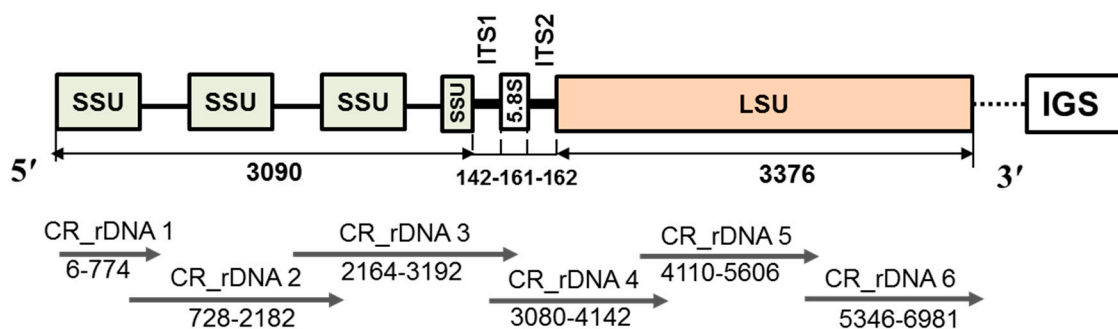 ITS1
ITS2
SSU
SSU
SSU
SSU
5.8S
LSU
IGS
5′
3090
142-161-162
3376
3′
CR_rDNA 1
6-774
CR_rDNA 2
728-2182
CR_rDNA 3
2164-3192
CR_rDNA 4
3080-4142
CR_rDNA 5
4110-5606
CR_rDNA 6
5346-6981